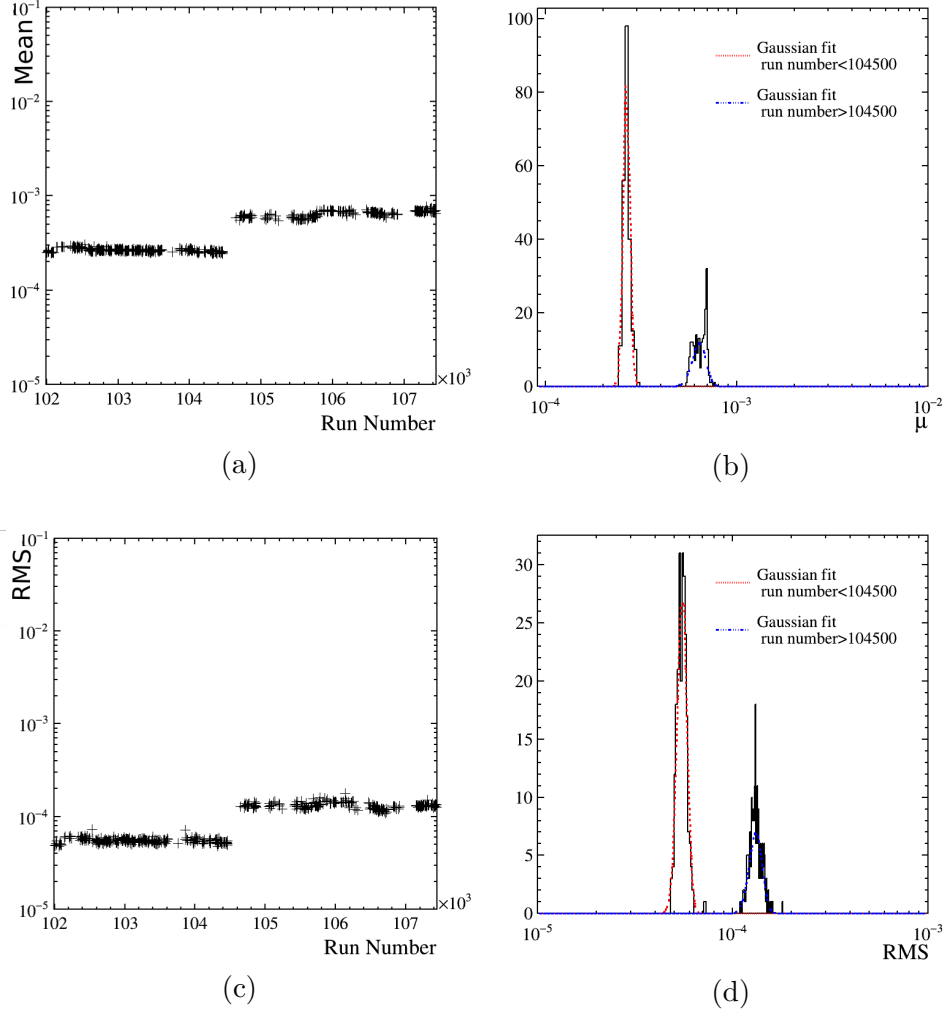 10⁻¹
Mean
10⁻²
10⁻³
10⁻⁴
10⁻⁵
102 103 104 105 106 107 ×10³
Run Number
(a)
100
80
60
40
20
0
Gaussian fit
run number<104500
Gaussian fit
run number>104500
10⁻⁴ 10⁻³ 10⁻²
μ
(b)
10⁻¹
RMS
10⁻²
10⁻³
10⁻⁴
10⁻⁵
102 103 104 105 106 107 ×10³
Run Number
(c)
30
25
20
15
10
5
0
Gaussian fit
run number<104500
Gaussian fit
run number>104500
10⁻⁵ 10⁻⁴ 10⁻³
RMS
(d)